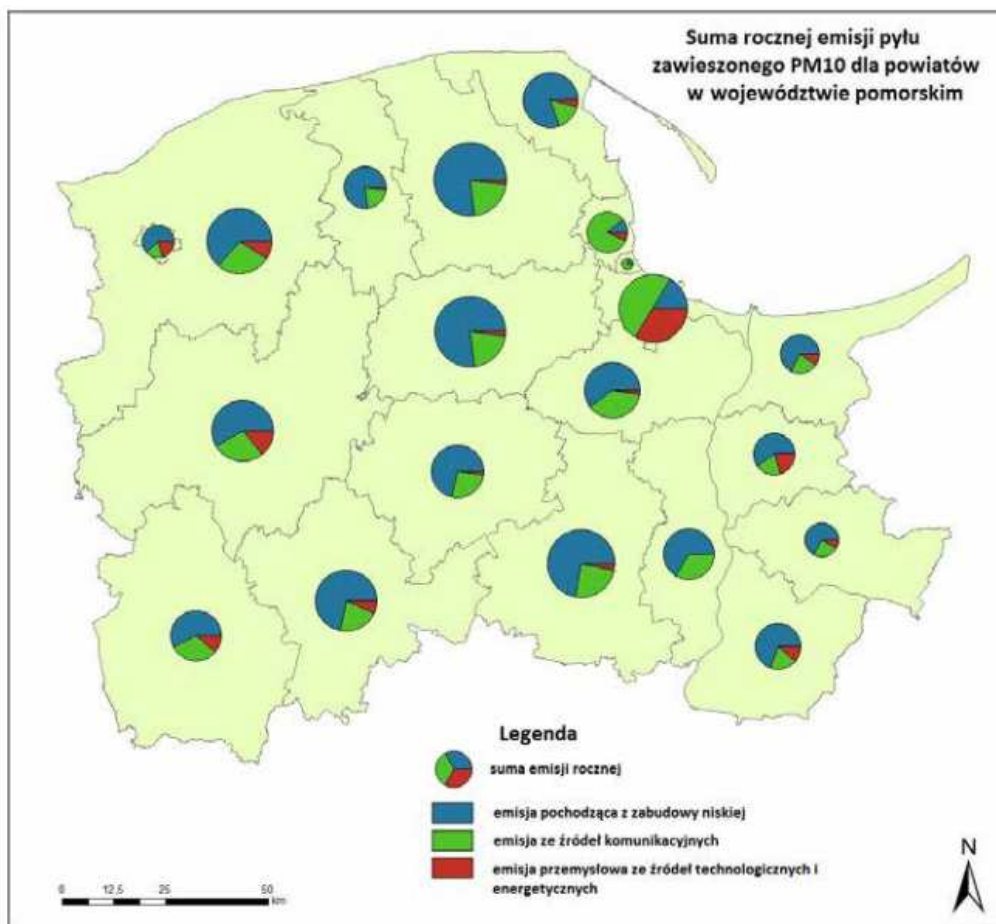 Suma rocznej emisji pyłu
zawieszonego PM10 dla powiatów
w województwie pomorskim
Legenda
suma emisji rocznej
emisja pochodząca z zabudowy niskiej
emisja ze źródeł komunikacyjnych
emisja przemysłowa ze źródeł technologicznych i
energetycznych
0 12,5 25 50
km
N